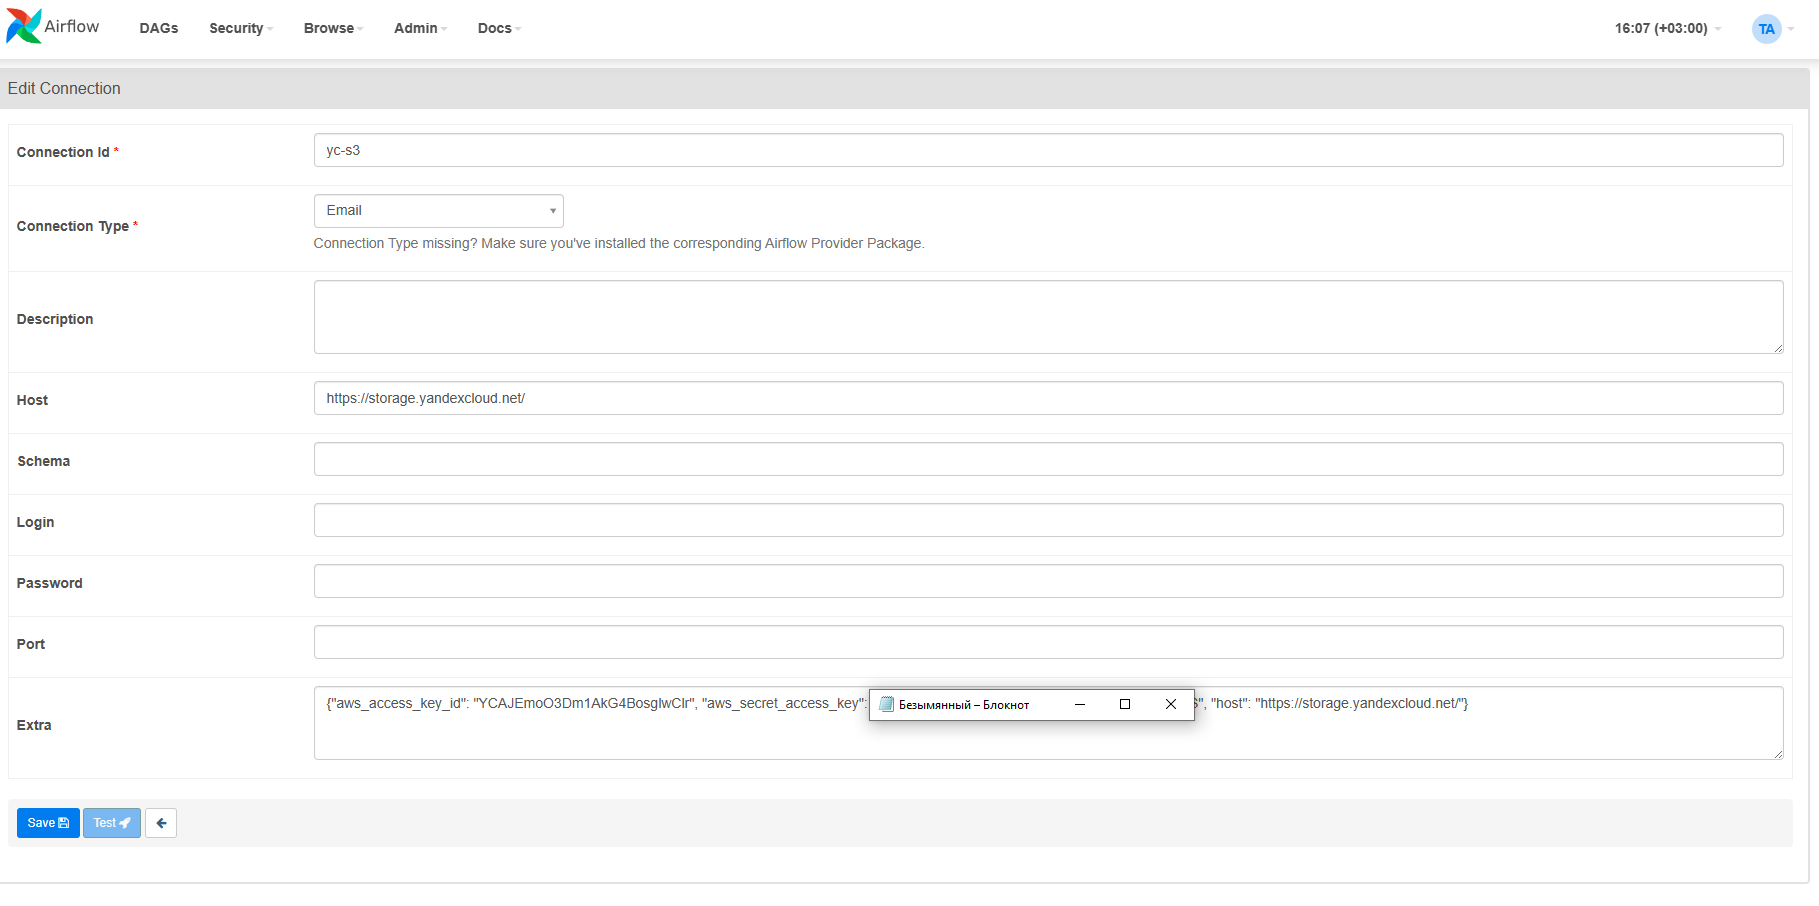 Airflow DAGs Security Browse Admin Docs 16:07 (+03:00) TA
Edit Connection
Connection Id * yc-s3
Connection Type * Email
Connection Type missing? Make sure you've installed the corresponding Airflow Provider Package.
Description
Host https://storage.yandexcloud.net/
Schema
Login
Password
Port
Extra {"aws_access_key_id": "YCAJEmoO3Dm1AkG4BosglwClr", "aws_secret_access_key": Безымянный – Блокнот ", "host": "https://storage.yandexcloud.net/"}
Save Test